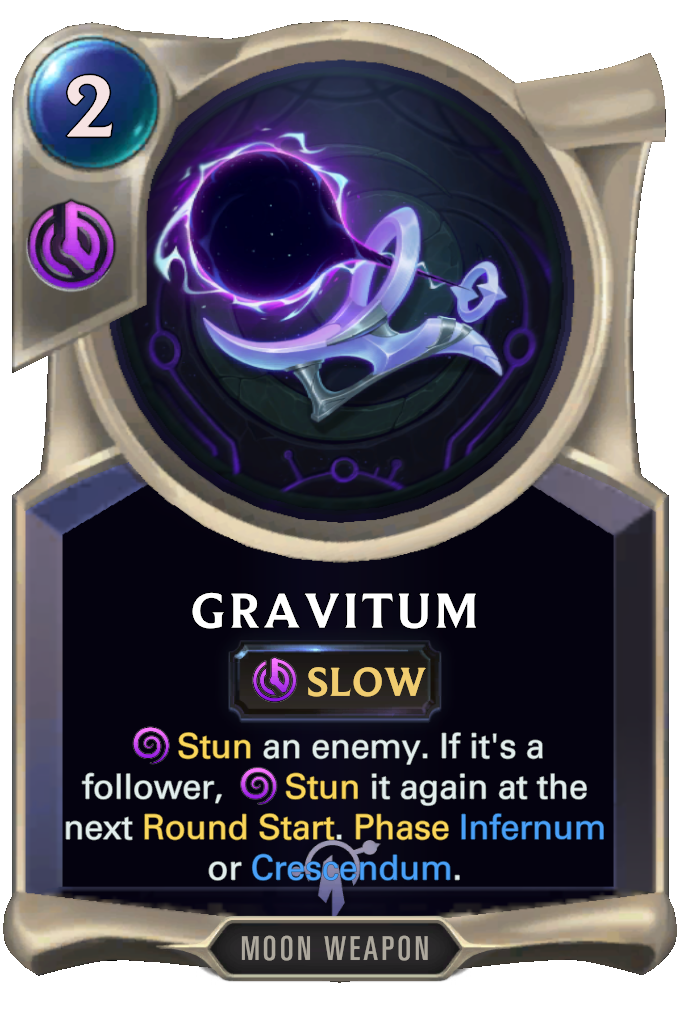 2
GRAVITUM
SLOW
Stun an enemy. If it's a
follower, Stun it again at the
next Round Start. Phase Infernum
or Crescendum.
MOON WEAPON